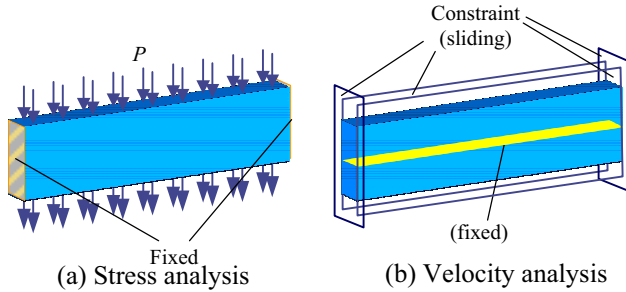 P
Fixed
(a) Stress analysis
Constraint
(sliding)
(fixed)
(b) Velocity analysis